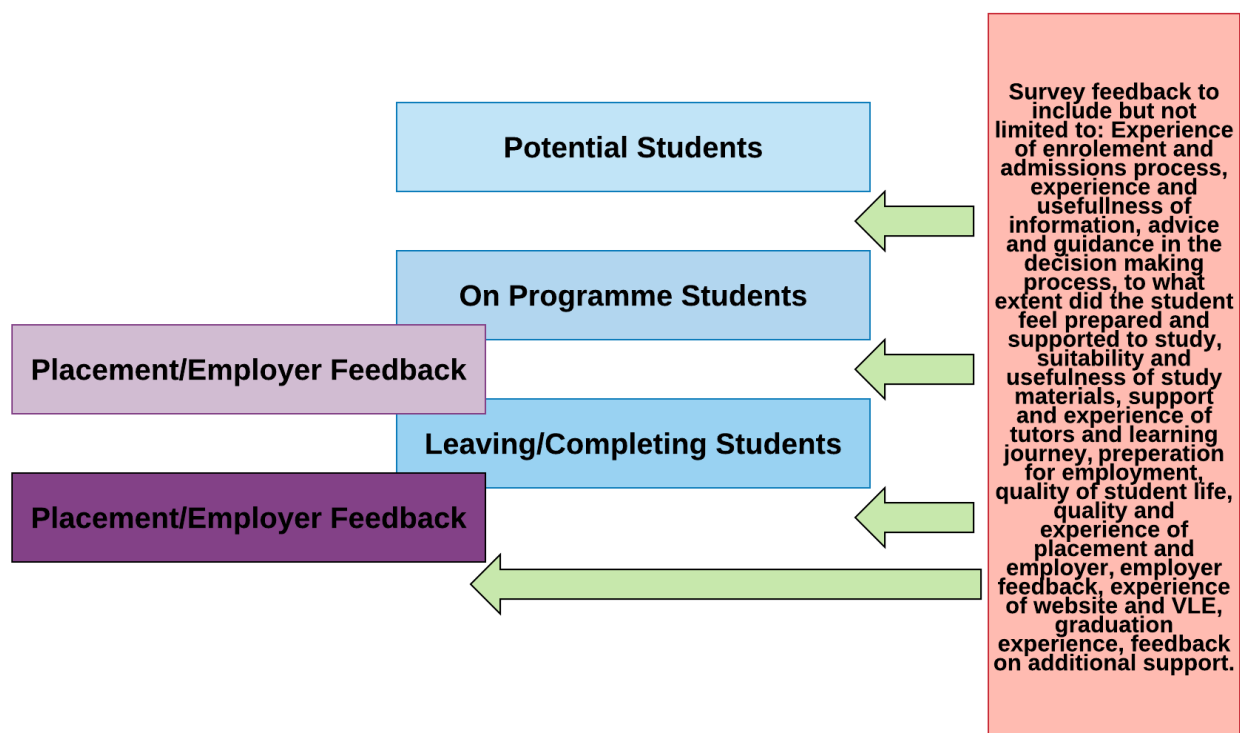 Potential Students
On Programme Students
Placement/Employer Feedback
Leaving/Completing Students
Placement/Employer Feedback
Survey feedback to
include but not
limited to: Experience
of enrolement and
admissions process,
experience and
usefullness of
information, advice
and guidance in the
decision making
process, to what
extent did the student
feel prepared and
supported to study,
suitability and
usefulness of study
materials, support
and experience of
tutors and learning
journey, preperation
for employment,
quality of student life,
quality and
experience of
placement and
employer, employer
feedback, experience
of website and VLE,
graduation
experience, feedback
on additional support.